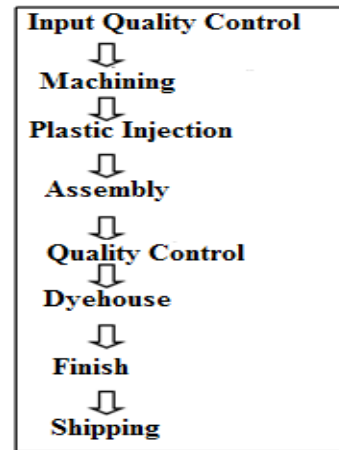 Input Quality Control
Machining
Plastic Injection
Assembly
Quality Control
Dyehouse
Finish
Shipping